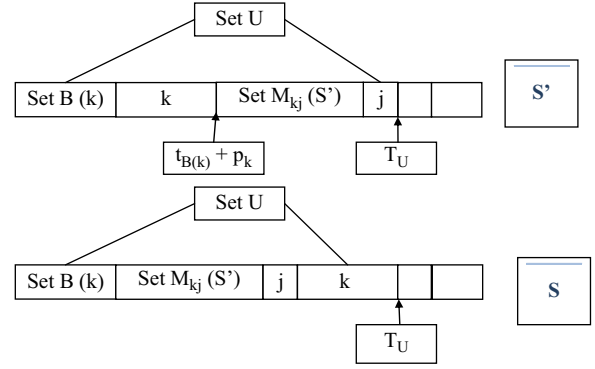 Set U
Set B (k) k Set M_kj (S') j S'
t_B(k) + p_k T_U
Set U
Set B (k) Set M_kj (S') j k S
T_U